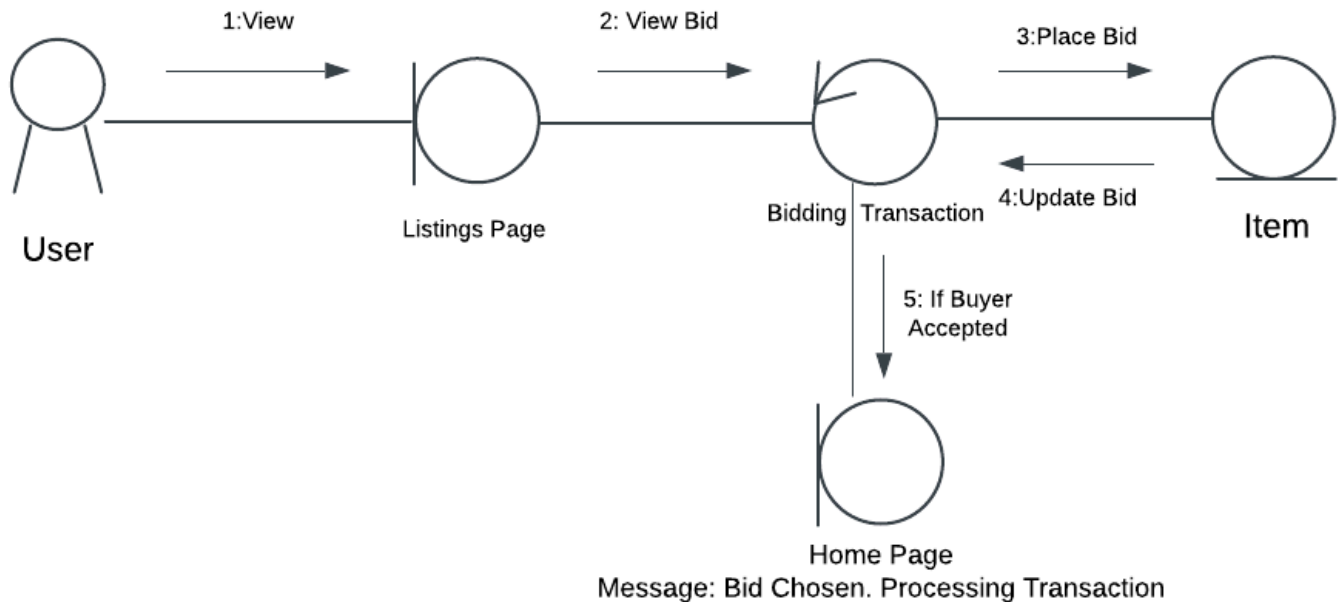 1:View
2: View Bid
3:Place Bid
4:Update Bid
User
Listings Page
Bidding Transaction
Item
5: If Buyer
Accepted
Home Page
Message: Bid Chosen. Processing Transaction